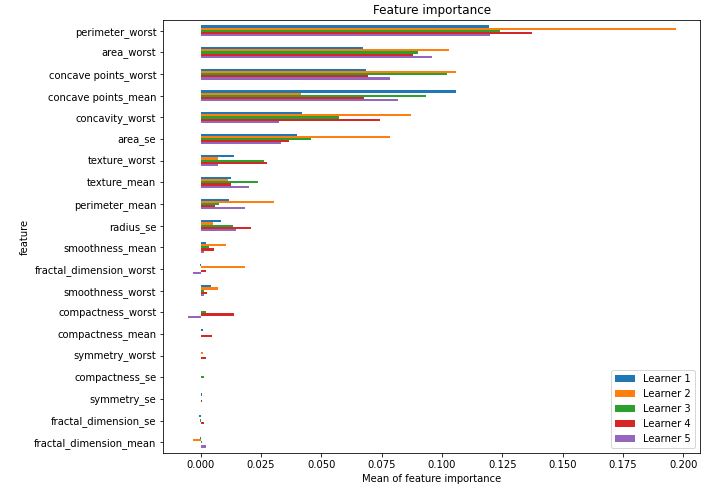 Feature importance
feature
perimeter_worst
area_worst
concave points_worst
concave points_mean
concavity_worst
area_se
texture_worst
texture_mean
perimeter_mean
radius_se
smoothness_mean
fractal_dimension_worst
smoothness_worst
compactness_worst
compactness_mean
symmetry_worst
compactness_se
symmetry_se
fractal_dimension_se
fractal_dimension_mean
Learner 1
Learner 2
Learner 3
Learner 4
Learner 5
0.000 0.025 0.050 0.075 0.100 0.125 0.150 0.175 0.200
Mean of feature importance